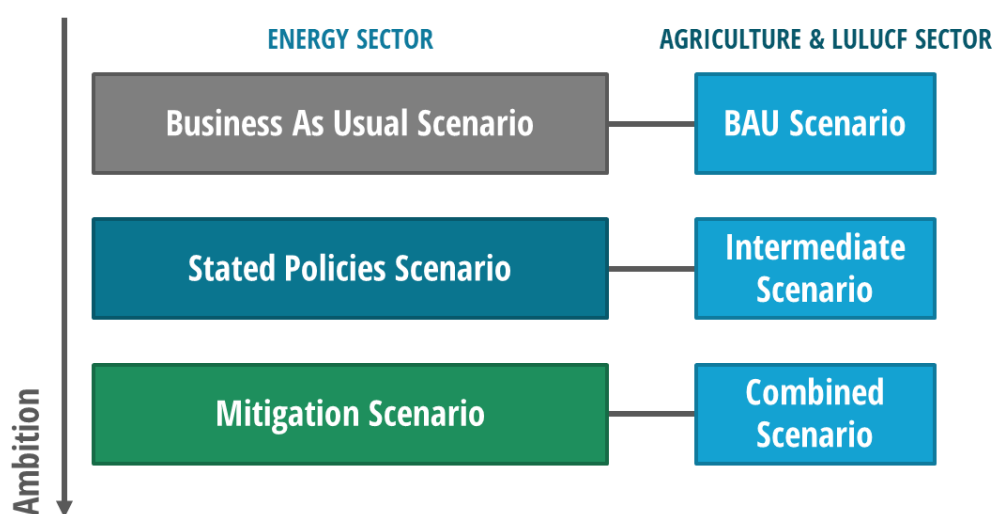 ENERGY SECTOR
AGRICULTURE & LULUCF SECTOR
Business As Usual Scenario
BAU Scenario
Stated Policies Scenario
Intermediate
Scenario
Mitigation Scenario
Combined
Scenario
Ambition